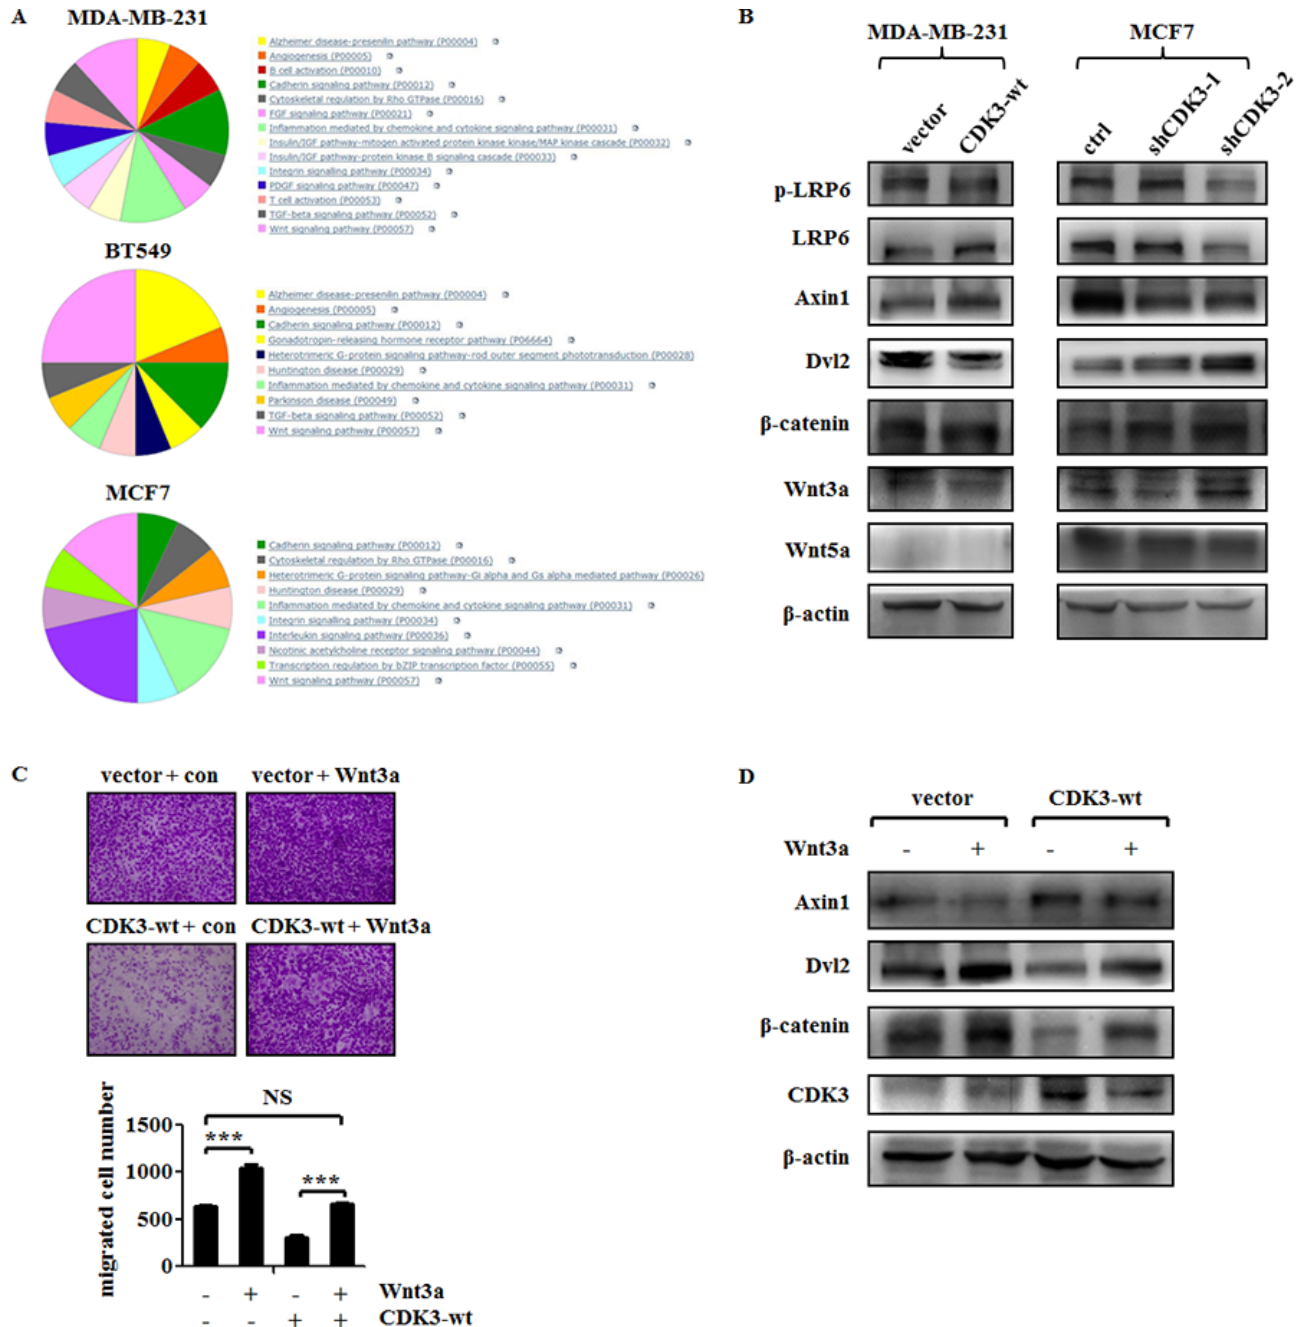 A
MDA-MB-231
Alzheimer disease-presenilin pathway (P00004)
Angiogenesis (P00005)
B cell activation (P00010)
Cadherin signaling pathway (P00012)
Cytoskeletal regulation by Rho GTPase (P00016)
FGF signaling pathway (P00021)
Inflammation mediated by chemokine and cytokine signaling pathway (P00031)
Insulin/IGF pathway-mitogen activated protein kinase kinase/MAP kinase cascade (P00032)
Insulin/IGF pathway-protein kinase B signaling cascade (P00033)
Integrin signalling pathway (P00034)
PDGF signaling pathway (P00047)
T cell activation (P00053)
TGF-beta signaling pathway (P00052)
Wnt signaling pathway (P00057)
BT549
Alzheimer disease-presenilin pathway (P00004)
Angiogenesis (P00005)
Cadherin signaling pathway (P00012)
Gonadotropin-releasing hormone receptor pathway (P06664)
Heterotrimeric G-protein signaling pathway-rod outer segment phototransduction (P00028)
Huntington disease (P00029)
Inflammation mediated by chemokine and cytokine signaling pathway (P00031)
Parkinson disease (P00049)
TGF-beta signaling pathway (P00052)
Wnt signaling pathway (P00057)
MCF7
Cadherin signaling pathway (P00012)
Cytoskeletal regulation by Rho GTPase (P00016)
Heterotrimeric G-protein signaling pathway-Gi alpha and Gs alpha mediated pathway (P00026)
Huntington disease (P00029)
Inflammation mediated by chemokine and cytokine signaling pathway (P00031)
Integrin signalling pathway (P00034)
Interleukin signaling pathway (P00036)
Nicotinic acetylcholine receptor signaling pathway (P00044)
Transcription regulation by bZIP transcription factor (P00055)
Wnt signaling pathway (P00057)
B
MDA-MB-231 MCF7
vector CDK3-wt ctrl shCDK3-1 shCDK3-2
p-LRP6
LRP6
Axin1
Dvl2
β-catenin
Wnt3a
Wnt5a
β-actin
C
vector + con vector + Wnt3a
CDK3-wt + con CDK3-wt + Wnt3a
NS
*** ***
migrated cell number
1500
1000
500
0
- + - + Wnt3a
- - + + CDK3-wt
D
vector CDK3-wt
Wnt3a - + - +
Axin1
Dvl2
β-catenin
CDK3
β-actin